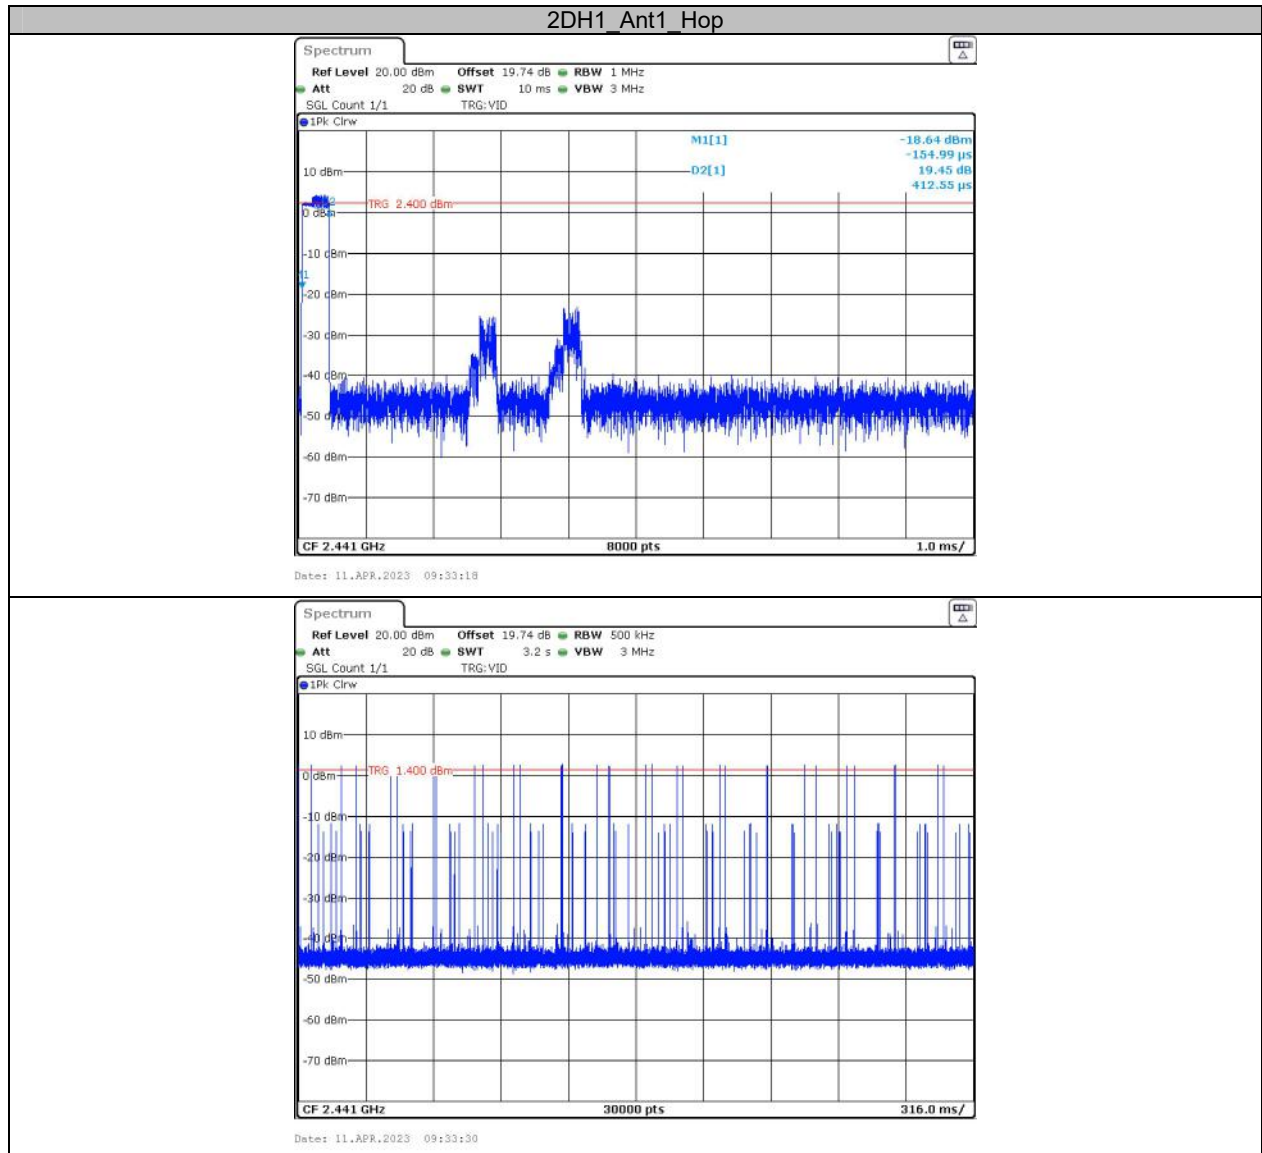 2DH1_Ant1_Hop
Spectrum
Ref Level 20.00 dBm Offset 19.74 dB RBW 1 MHz
Att 20 dB SWT 10 ms VBW 3 MHz
SGL Count 1/1 TRG:VID
1Pk Clrw
M1[1] -18.64 dBm
-154.99 µs
D2[1] 19.45 dB
412.55 µs
10 dBm
TRG 2.400 dBm
0 dBm
-10 dBm
-20 dBm
-30 dBm
-40 dBm
-50 dBm
-60 dBm
-70 dBm
CF 2.441 GHz 8000 pts 1.0 ms/
Date: 11.APR.2023 09:33:18
Spectrum
Ref Level 20.00 dBm Offset 19.74 dB RBW 500 kHz
Att 20 dB SWT 3.2 s VBW 3 MHz
SGL Count 1/1 TRG:VID
1Pk Clrw
10 dBm
TRG 1.400 dBm
0 dBm
-10 dBm
-20 dBm
-30 dBm
-40 dBm
-50 dBm
-60 dBm
-70 dBm
CF 2.441 GHz 30000 pts 316.0 ms/
Date: 11.APR.2023 09:33:30